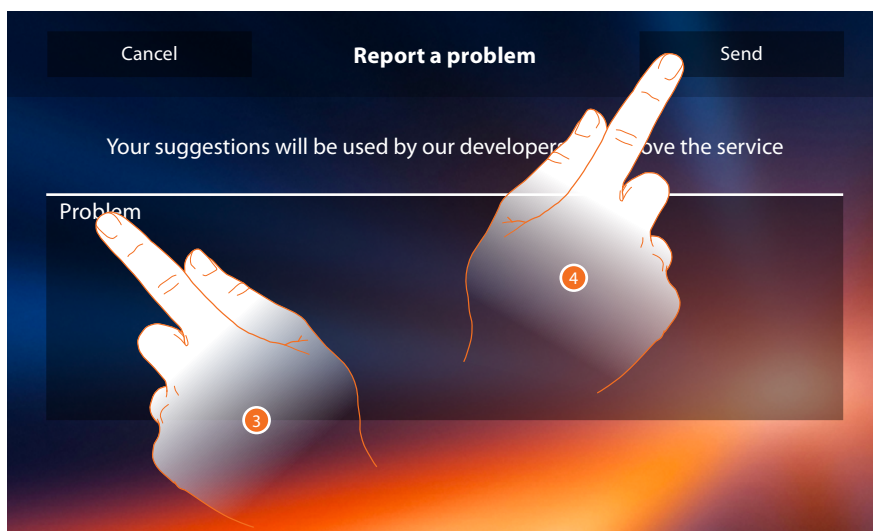 Cancel
Report a problem
Send
Your suggestions will be used by our developers ove the service
Problem
4
3